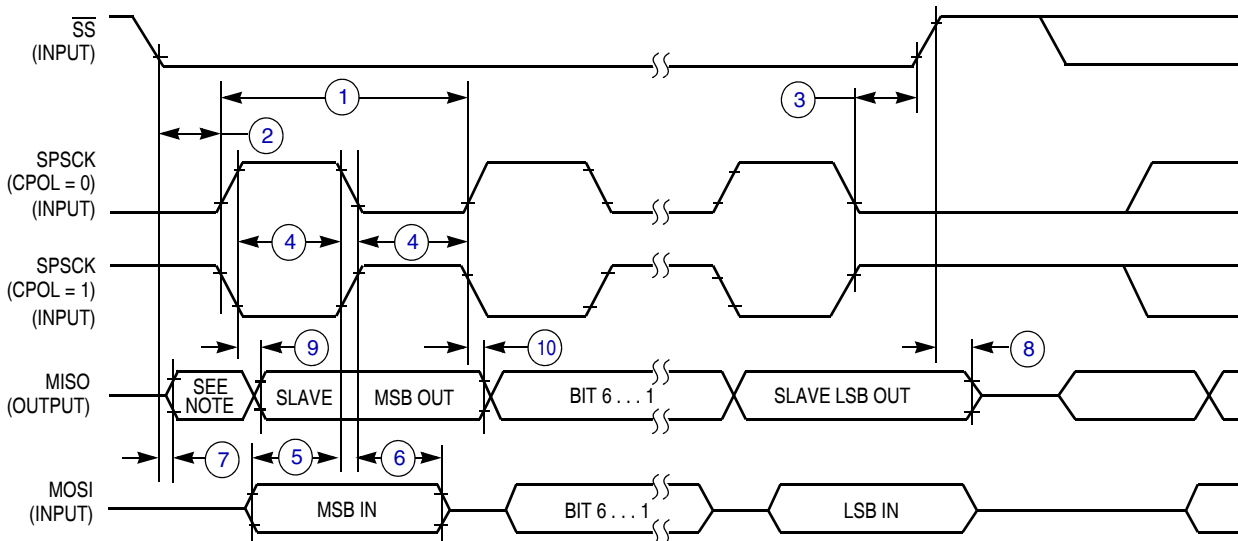 SS
(INPUT)
1
3
2
SPSCK
(CPOL = 0)
(INPUT)
4
4
SPSCK
(CPOL = 1)
(INPUT)
9
10
8
MISO
(OUTPUT)
SEE
NOTE
SLAVE
MSB OUT
BIT 6 . . . 1
SLAVE LSB OUT
7
5
6
MOSI
(INPUT)
MSB IN
BIT 6 . . . 1
LSB IN